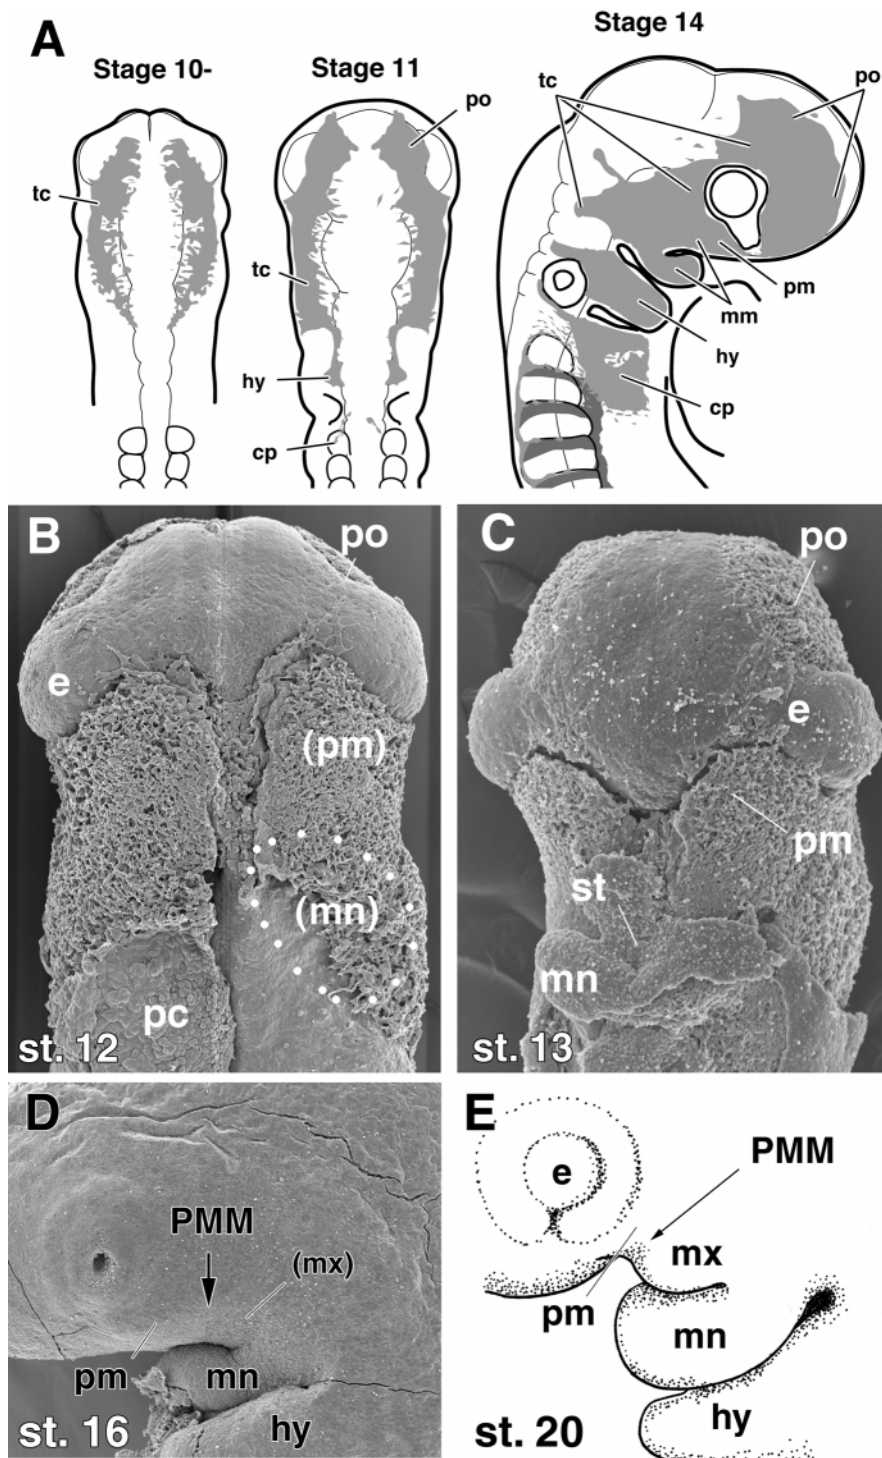 A
Stage 10-
Stage 11
Stage 14
tc
po
tc
hy
cp
tc
po
pm
mm
hy
cp
B
po
e
(pm)
(mn)
pc
st. 12
C
po
e
pm
st
mn
st. 13
D
PMM
(mx)
pm
mn
hy
st. 16
E
PMM
e
mx
pm
mn
hy
st. 20